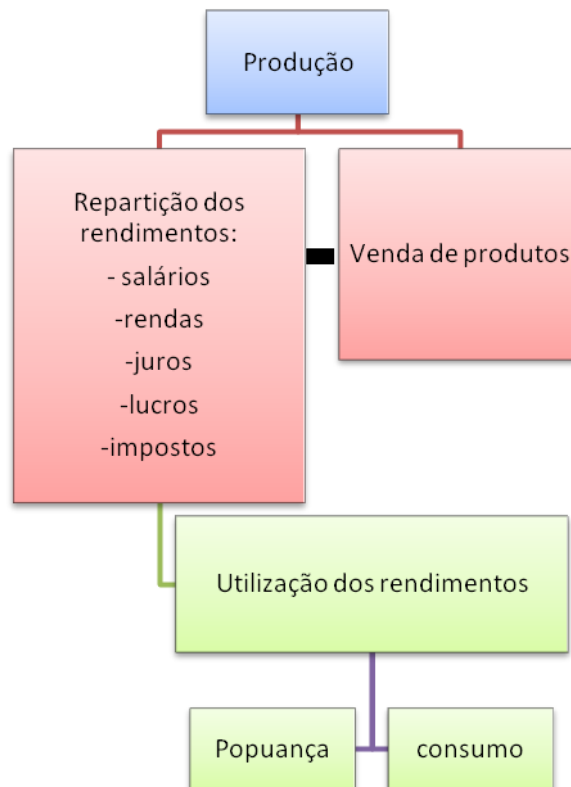 Produção
Repartição dos
rendimentos:
- salários
-rendas
-juros
-lucros
-impostos
Venda de produtos
Utilização dos rendimentos
Popuança
consumo